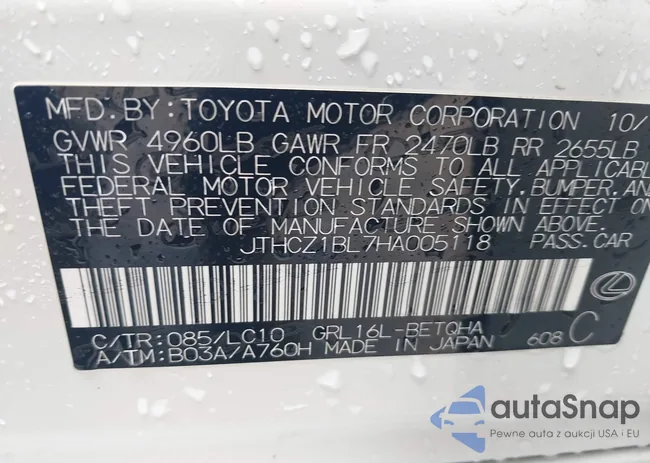 MFD. BY: TOYOTA MOTOR CORPORATION 10/
GVWR 4960LB GAWR FR 2470LB RR 2655LB
THIS VEHICLE CONFORMS TO ALL APPLICABL
FEDERAL MOTOR VEHICLE SAFETY, BUMPER, AN
THEFT PREVENTION STANDARDS IN EFFECT ON
THE DATE OF MANUFACTURE SHOWN ABOVE.
JTHCZ1BL7HA005118 PASS.CAR
C/TR: 085/LC10 GRL16L-BETQHA 608 C
A/TM: B03A/A760H MADE IN JAPAN
autaSnap
Pewne auta z aukcji USA i EU